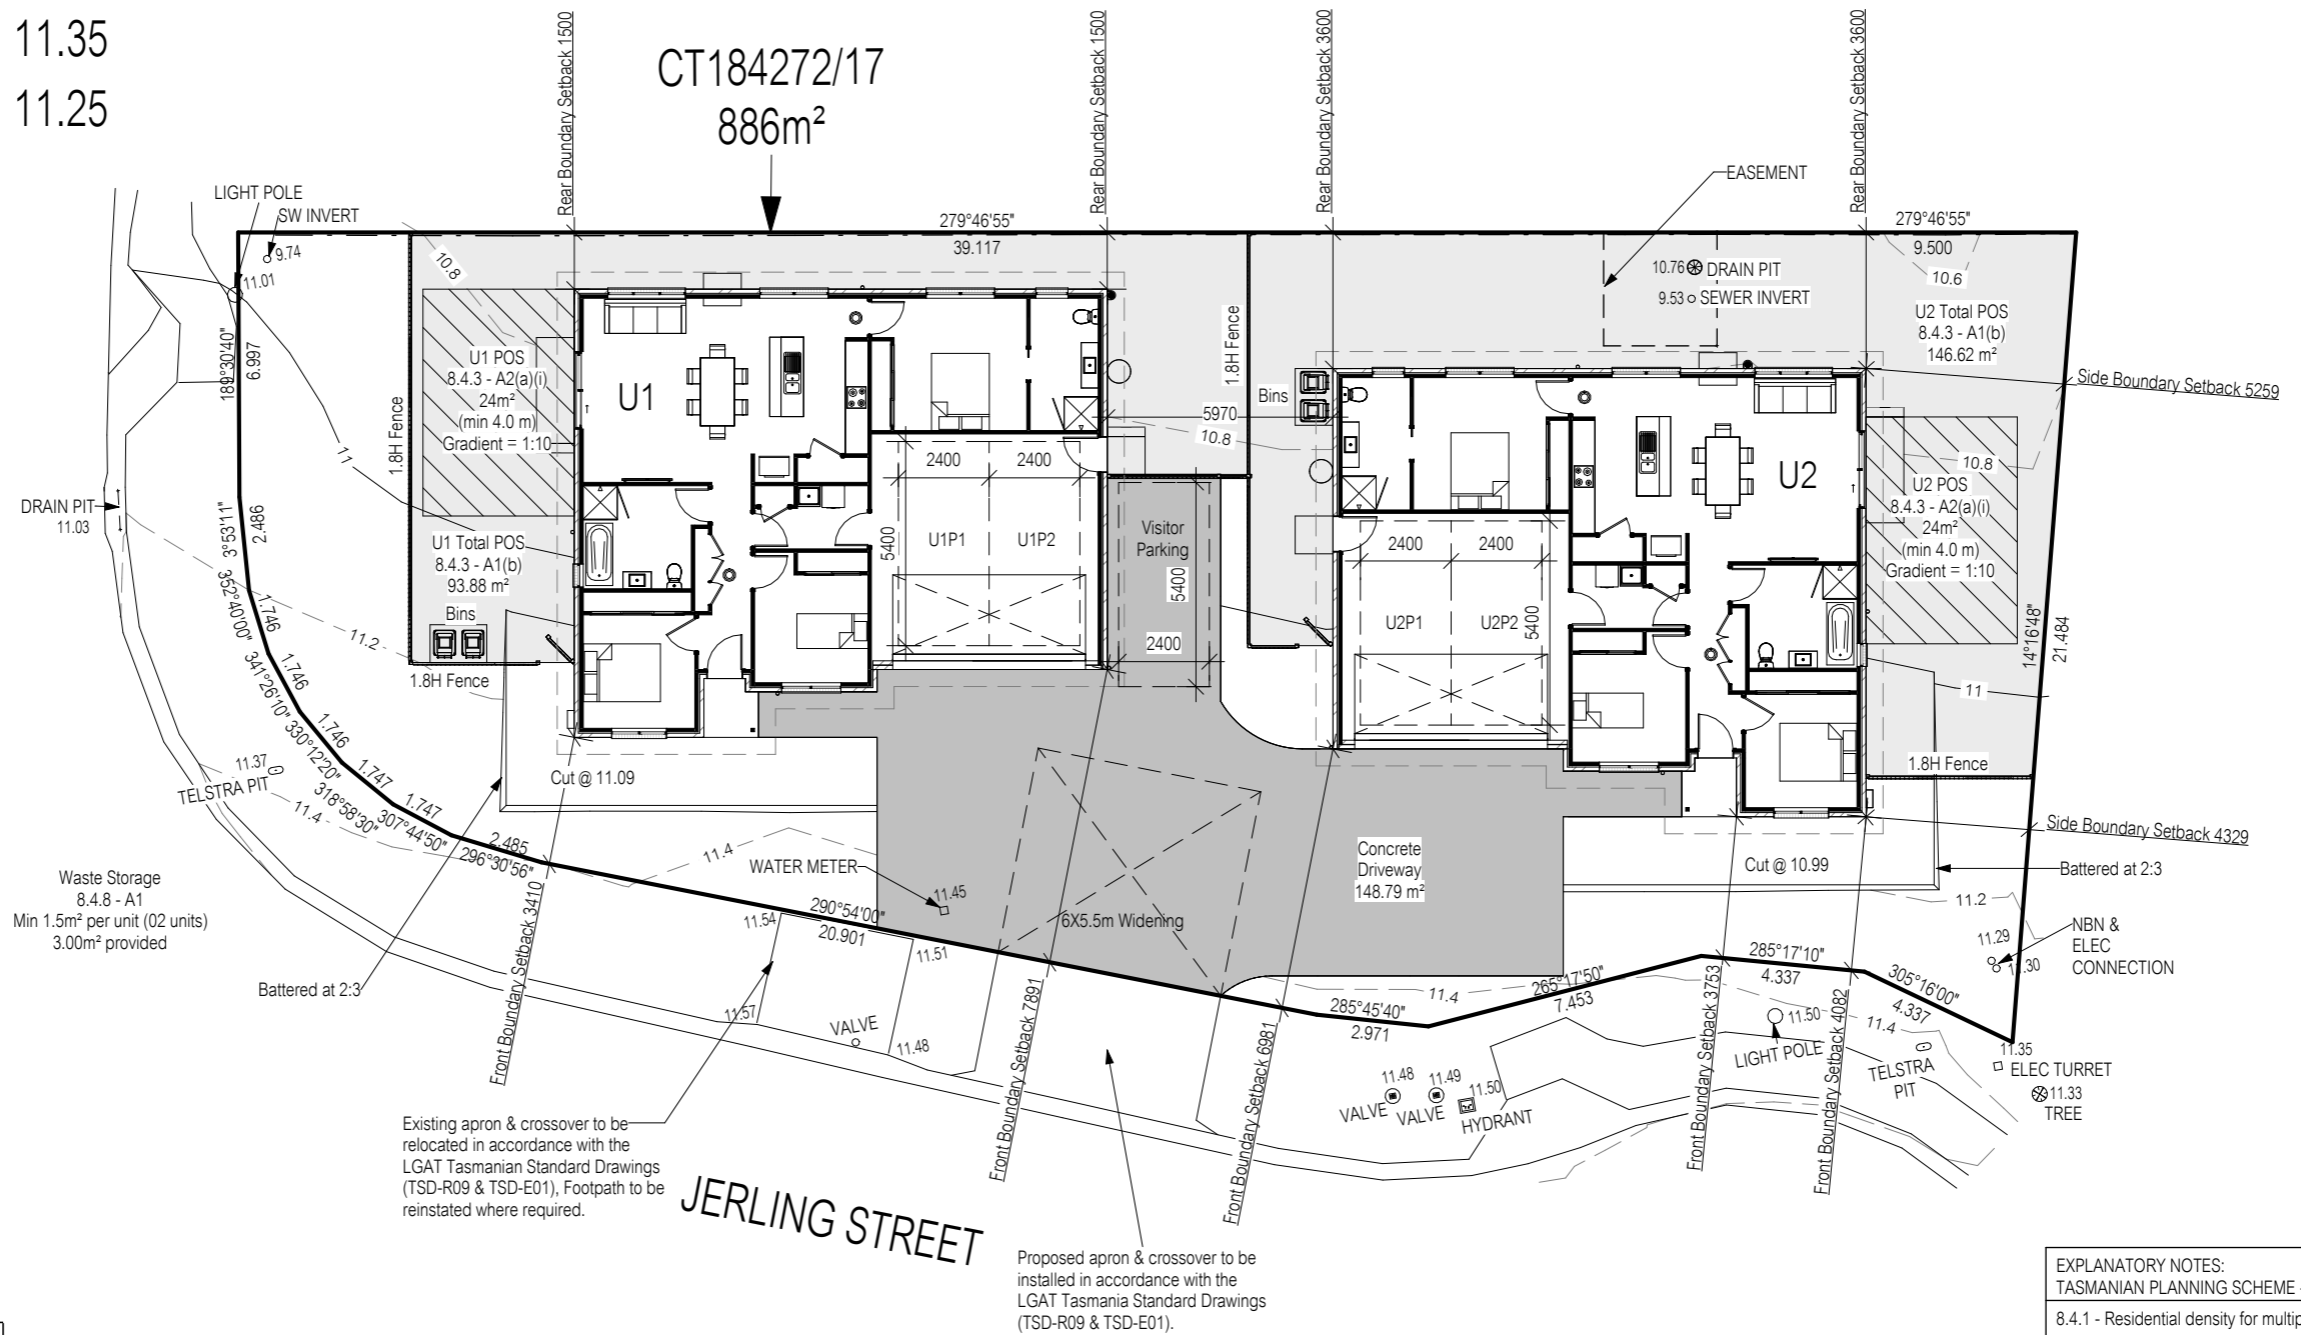 11.35
11.25
CT184272/17
886m²
Rear Boundary Setback 1500
Rear Boundary Setback 1500
Rear Boundary Setback 3600
Rear Boundary Setback 3600
EASEMENT
LIGHT POLE
SW INVERT
9.74
11.01
10.8
279°46'55"
39.117
279°46'55"
9.500
10.6
10.76
DRAIN PIT
9.53
SEWER INVERT
U2 Total POS
8.4.3 - A1(b)
146.62 m²
189°30'40"
6.997
1.8H Fence
U1 POS
8.4.3 - A2(a)(i)
24m²
(min 4.0 m)
Gradient = 1:10
U1
1.8H Fence
Bins
5970
10.8
Side Boundary Setback 5259
2400
2400
2400
2400
U2
10.8
U2 POS
8.4.3 - A2(a)(i)
24m²
(min 4.0 m)
Gradient = 1:10
11
DRAIN PIT
11.03
3°53'11"
2.486
U1 Total POS
8.4.3 - A1(b)
93.88 m²
Bins
5400
U1P1
U1P2
Visitor
Parking
5400
2400
U2P1
U2P2
5400
14°16'48"
21.484
11
352°40'00"
1.746
341°26'10"
1.746
330°12'20"
1.746
318°58'30"
1.747
307°44'50"
1.747
296°30'56"
2.485
11.2
1.8H Fence
1.8H Fence
11.37
TELSTRA PIT
11.4
Cut @ 11.09
11.4
WATER METER
11.45
6X5.5m Widening
Concrete
Driveway
148.79 m²
Cut @ 10.99
Side Boundary Setback 4329
Battered at 2:3
11.2
Waste Storage
8.4.8 - A1
Min 1.5m² per unit (02 units)
3.00m² provided
Battered at 2:3
Front Boundary Setback 3410
11.54
290°54'00"
20.901
11.51
11.57
VALVE
11.48
Front Boundary Setback 7891
Front Boundary Setback 6981
285°45'40"
2.971
11.4
265°17'50"
7.453
285°17'10"
4.337
305°16'00"
4.337
11.29
11.30
NBN &
ELEC
CONNECTION
Front Boundary Setback 3753
Front Boundary Setback 4082
11.50
LIGHT POLE
11.4
TELSTRA
PIT
11.35
ELEC TURRET
11.33
TREE
11.48
VALVE
11.49
VALVE
11.50
HYDRANT
Existing apron & crossover to be
relocated in accordance with the
LGAT Tasmanian Standard Drawings
(TSD-R09 & TSD-E01), Footpath to be
reinstated where required.
JERLING STREET
Proposed apron & crossover to be
installed in accordance with the
LGAT Tasmania Standard Drawings
(TSD-R09 & TSD-E01).
EXPLANATORY NOTES:
TASMANIAN PLANNING SCHEME
8.4.1 - Residential density for